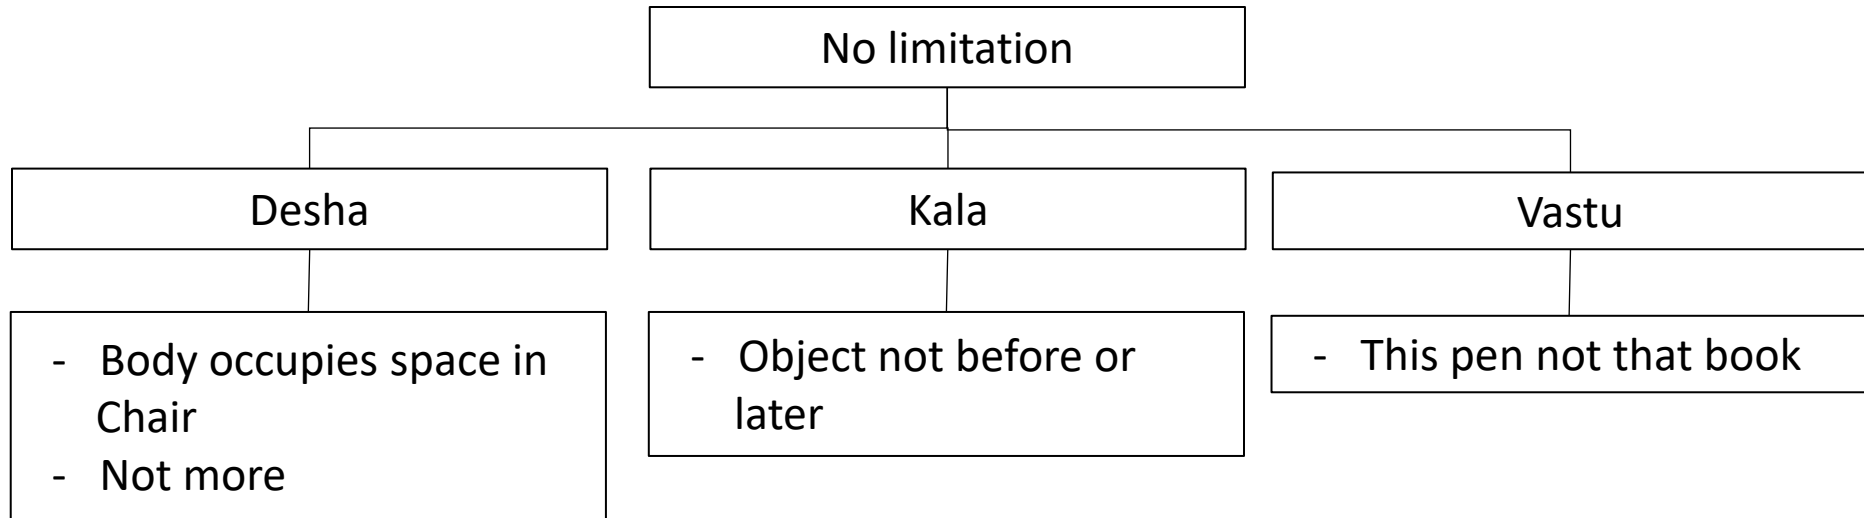 No limitation
Desha
Kala
Vastu
- Body occupies space in
Chair
- Not more
- Object not before or
later
- This pen not that book